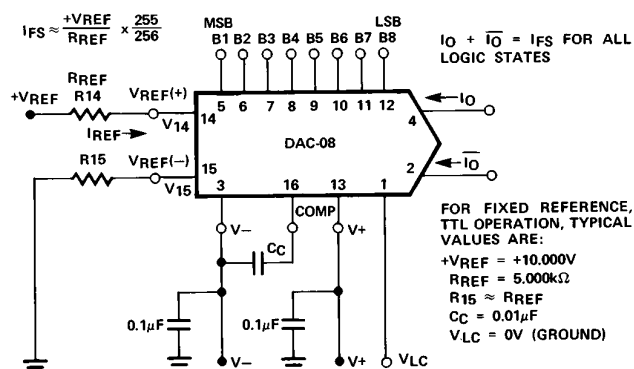 IFS ≈ +VREF / RREF × 255 / 256
MSB LSB
B1 B2 B3 B4 B5 B6 B7 B8
IO + IO̅ = IFS FOR ALL
LOGIC STATES
RREF
+VREF R14 VREF(+) 14 5 6 7 8 9 10 11 12 4 IO
IREF V14
DAC-08
R15 VREF(−) 15 2 IO̅
V15 3 16 13 1
COMP
V− CC V+
0.1μF 0.1μF
V− V+ VLC
FOR FIXED REFERENCE,
TTL OPERATION, TYPICAL
VALUES ARE:
+VREF = +10.000V
RREF = 5.000kΩ
R15 ≈ RREF
CC = 0.01μF
VLC = 0V (GROUND)